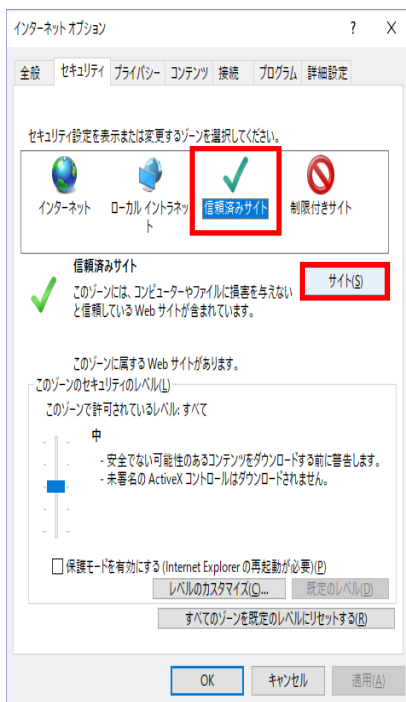 インターネット オプション ? X
全般 セキュリティ プライバシー コンテンツ 接続 プログラム 詳細設定
セキュリティ設定を表示または変更するゾーンを選択してください。
インターネット ローカル イントラネッ 信頼済みサイト 制限付きサイト
ト
信頼済みサイト
サイト(S)
このゾーンには、コンピューターやファイルに損害を与えない
と信頼している Web サイトが含まれています。
このゾーンに属する Web サイトがあります。
このゾーンのセキュリティのレベル(L)
このゾーンで許可されているレベル: すべて
中
- 安全でない可能性のあるコンテンツをダウンロードする前に警告します。
- 未署名の ActiveX コントロールはダウンロードされません。
保護モードを有効にする (Internet Explorer の再起動が必要)(P)
レベルのカスタマイズ(C)... 既定のレベル(D)
すべてのゾーンを既定のレベルにリセットする(R)
OK キャンセル 適用(A)